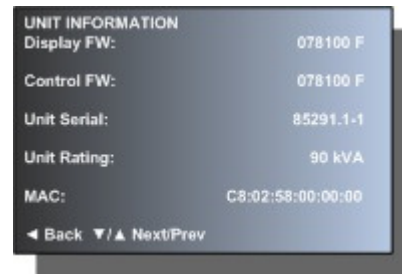 UNIT INFORMATION
Display FW: 078100 F
Control FW: 078100 F
Unit Serial: 85291.1-1
Unit Rating: 90 kVA
MAC: C8:02:58:00:00:00
◄ Back ▼/▲ Next/Prev